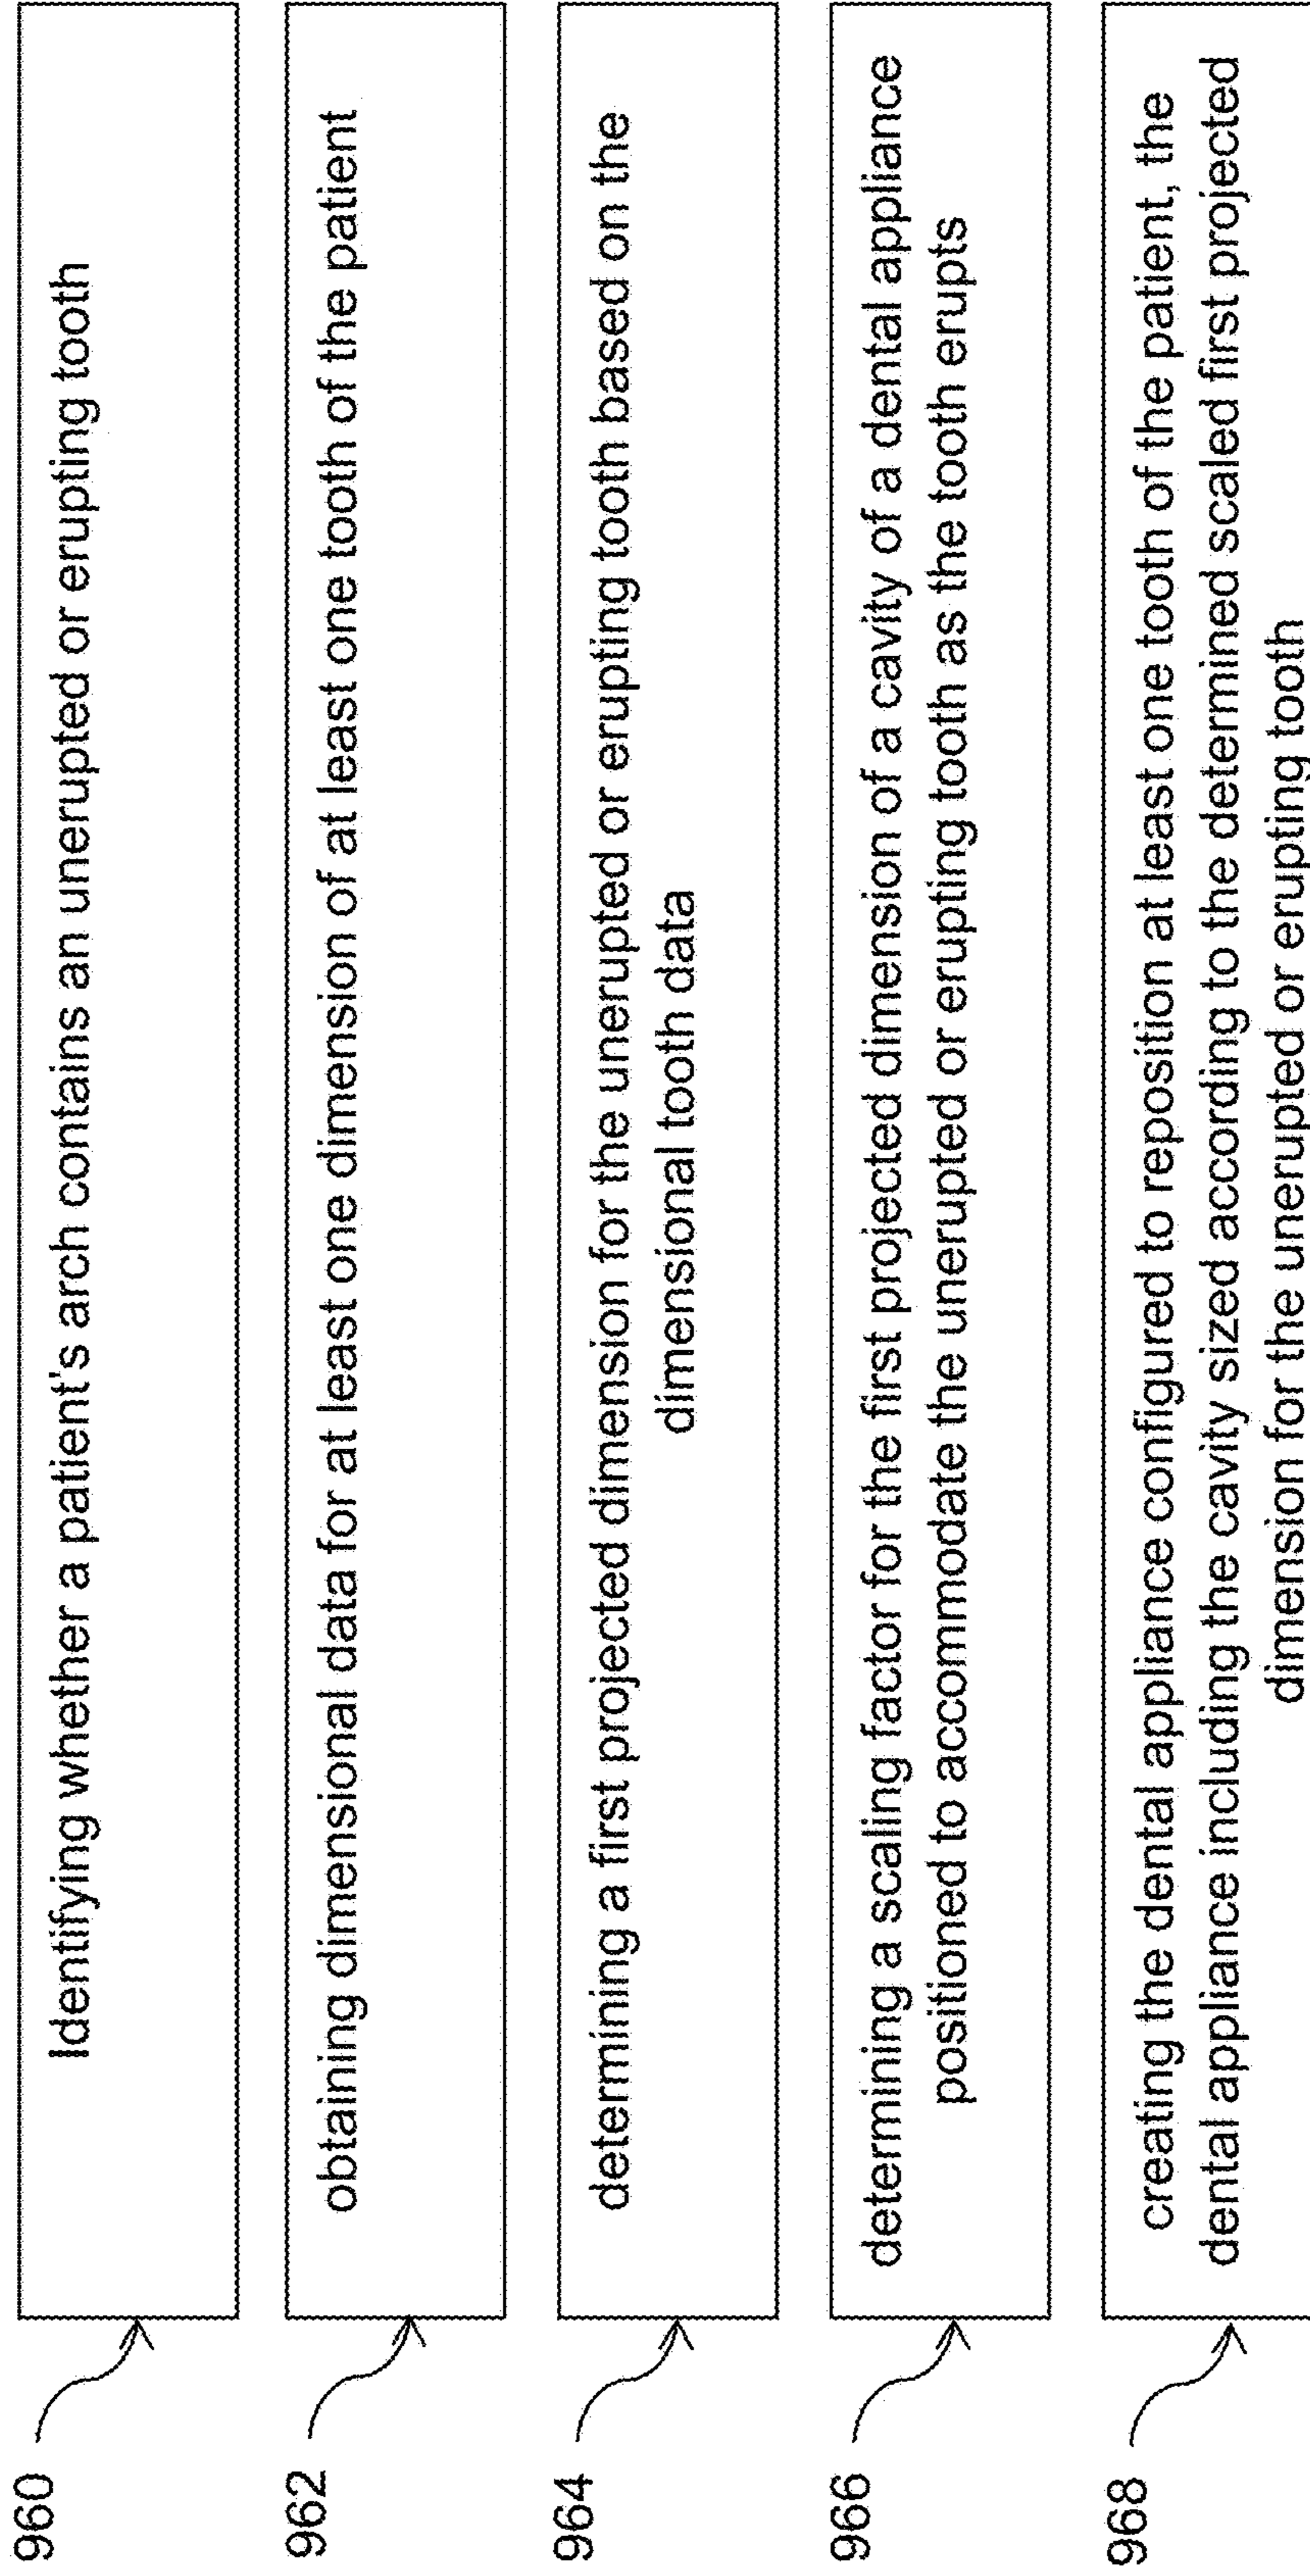 960
Identifying whether a patient's arch contains an unerupted or erupting tooth
962
obtaining dimensional data for at least one dimension of at least one tooth of the patient
964
determining a first projected dimension for the unerupted or erupting tooth based on the
dimensional tooth data
966
determining a scaling factor for the first projected dimension of a cavity of a dental appliance
positioned to accommodate the unerupted or erupting tooth as the tooth erupts
968
creating the dental appliance configured to reposition at least one tooth of the patient, the
dental appliance including the cavity sized according to the determined scaled first projected
dimension for the unerupted or erupting tooth